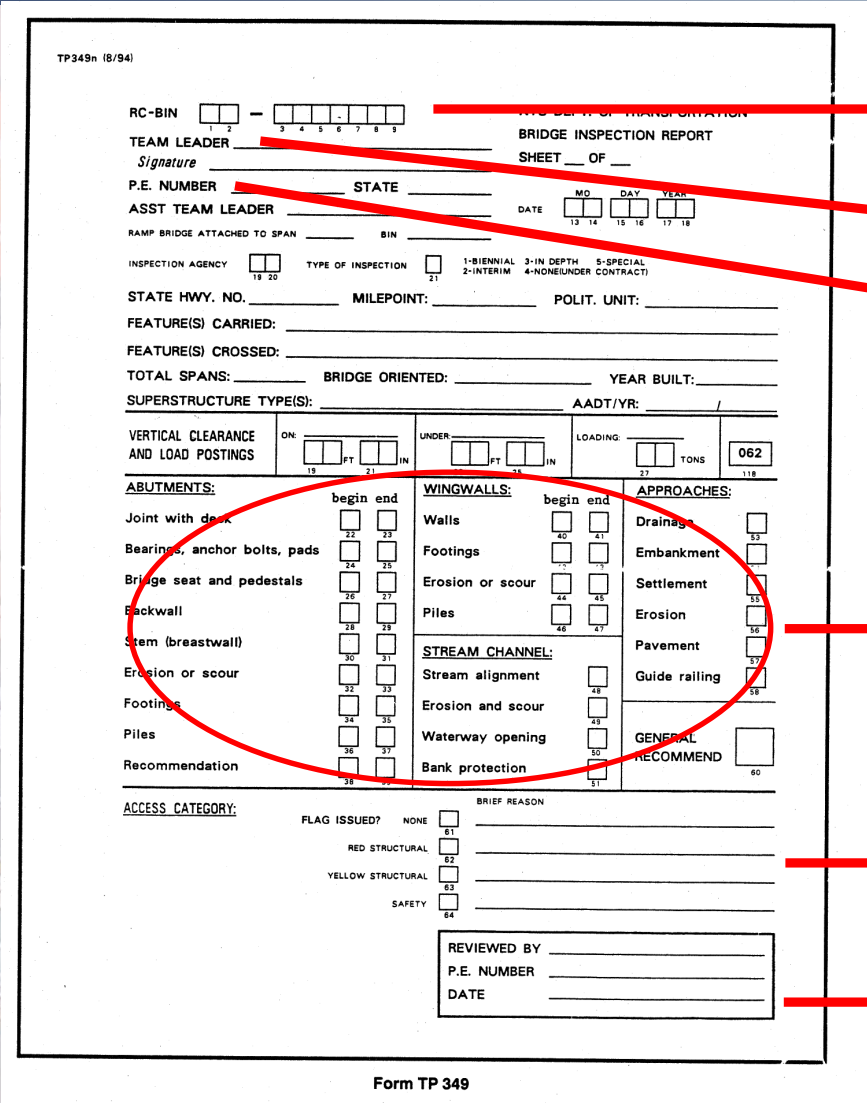 TP349n (8/94)
RC-BIN -
1 2 3 4 5 6 7 8 9
DEPT. OF TRANSPORTATION
BRIDGE INSPECTION REPORT
TEAM LEADER
SHEET OF
Signature
P.E. NUMBER STATE
MO DAY YEAR
ASST TEAM LEADER
DATE
13 14 15 16 17 18
RAMP BRIDGE ATTACHED TO SPAN BIN
INSPECTION AGENCY TYPE OF INSPECTION 1-BIENNIAL 3-IN DEPTH 5-SPECIAL
19 20 21 2-INTERIM 4-NONE(UNDER CONTRACT)
STATE HWY. NO. MILEPOINT: POLIT. UNIT:
FEATURE(S) CARRIED:
FEATURE(S) CROSSED:
TOTAL SPANS: BRIDGE ORIENTED: YEAR BUILT:
SUPERSTRUCTURE TYPE(S): AADT/YR: /
VERTICAL CLEARANCE
AND LOAD POSTINGS
ON:
FT IN
19 21
UNDER:
FT IN
25
LOADING:
TONS
27
062
118
ABUTMENTS:
begin end
Joint with deck
22 23
Bearings, anchor bolts, pads
24 25
Bridge seat and pedestals
26 27
Backwall
28 29
Stem (breastwall)
30 31
Erosion or scour
32 33
Footings
34 35
Piles
36 37
Recommendation
38
WINGWALLS:
begin end
Walls
40 41
Footings
Erosion or scour
44 45
Piles
46 47
STREAM CHANNEL:
Stream alignment
48
Erosion and scour
49
Waterway opening
50
Bank protection
51
APPROACHES:
Drainage
53
Embankment
Settlement
55
Erosion
56
Pavement
57
Guide railing
58
GENERAL
RECOMMEND
60
ACCESS CATEGORY:
BRIEF REASON
FLAG ISSUED? NONE
61
RED STRUCTURAL
62
YELLOW STRUCTURAL
63
SAFETY
64
REVIEWED BY
P.E. NUMBER
DATE
Form TP 349